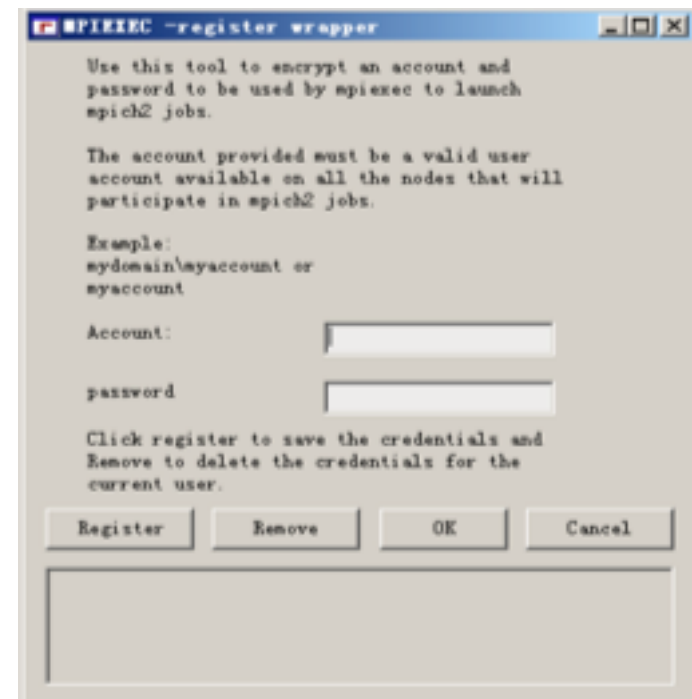 MPIEXEC -register wrapper
Use this tool to encrypt an account and
password to be used by mpiexec to launch
mpich2 jobs.
The account provided must be a valid user
account available on all the nodes that will
participate in mpich2 jobs.
Example:
mydomain\myaccount or
myaccount
Account:
password
Click register to save the credentials and
Remove to delete the credentials for the
current user.
Register Remove OK Cancel